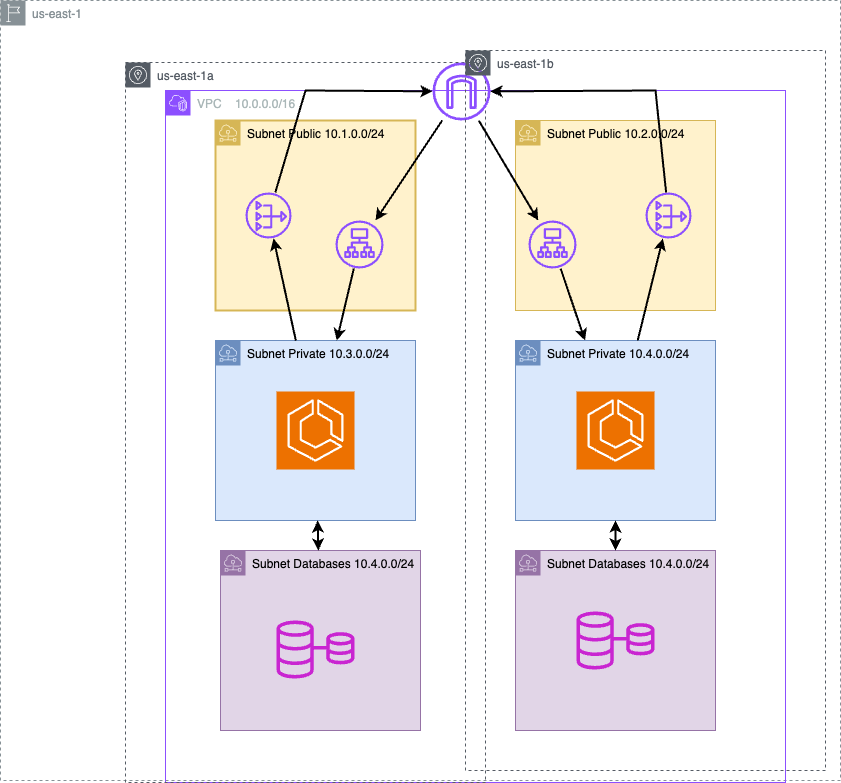 us-east-1
us-east-1a
us-east-1b
VPC 10.0.0.0/16
Subnet Public 10.1.0.0/24
Subnet Public 10.2.0.0/24
Subnet Private 10.3.0.0/24
Subnet Private 10.4.0.0/24
Subnet Databases 10.4.0.0/24
Subnet Databases 10.4.0.0/24